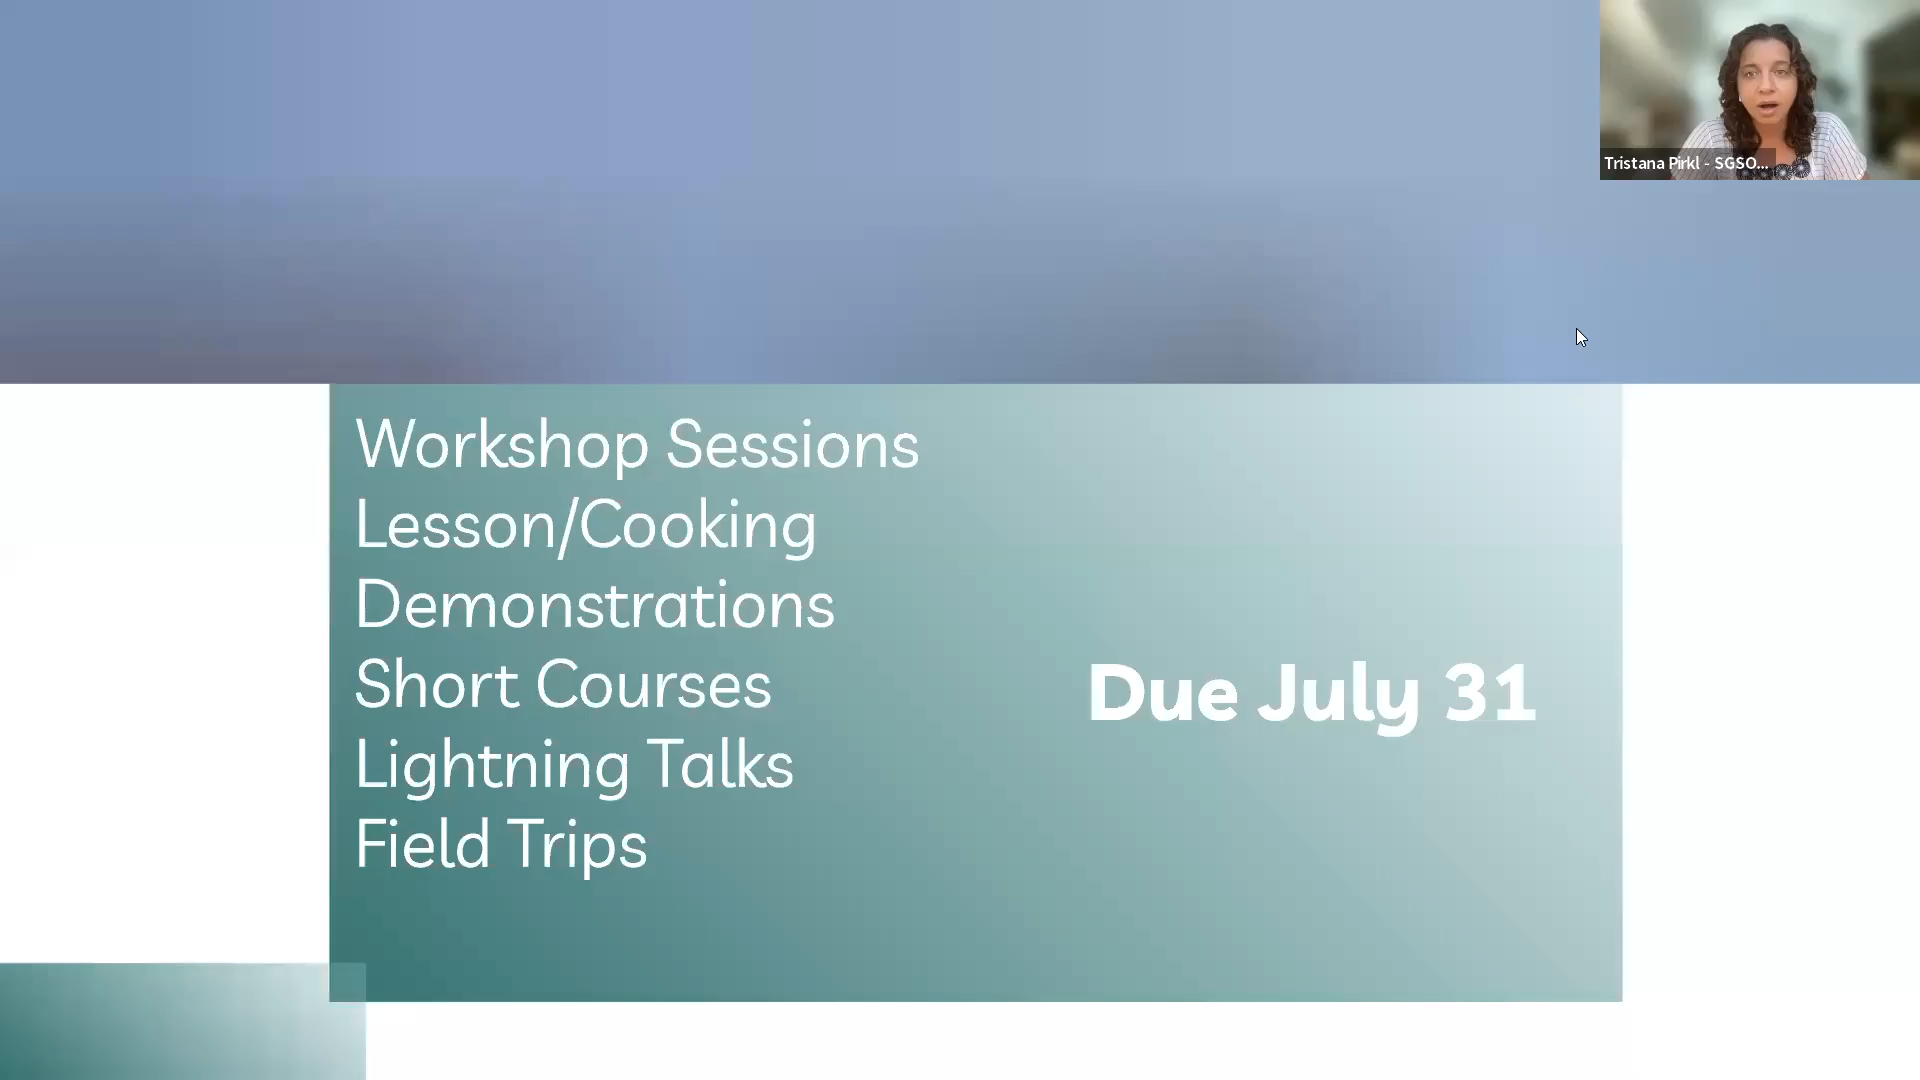 Tristana Pirkl - SGSO...
Workshop Sessions
Lesson/Cooking
Demonstrations
Short Courses
Lightning Talks
Field Trips
Due July 31